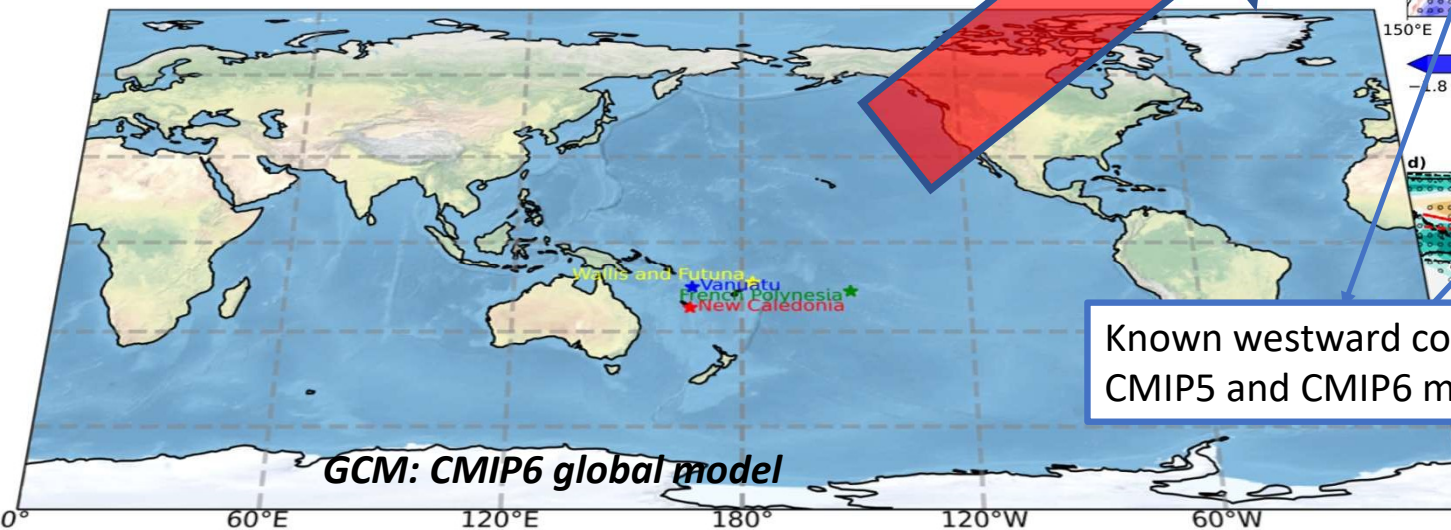 150°E
-1.8
d)
Wallis and Futuna
Vanuatu
French Polynesia
New Caledonia
Known westward co
CMIP5 and CMIP6 m
GCM: CMIP6 global model
0°
60°E
120°E
180°
120°W
60°W